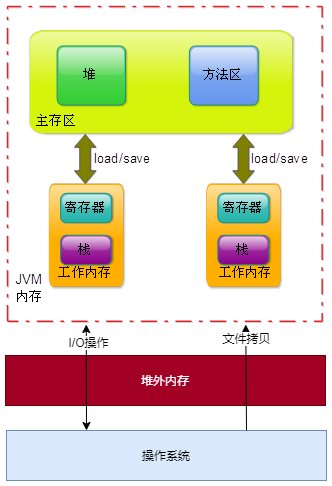 堆
方法区
主存区
load/save
load/save
寄存器
寄存器
栈
栈
工作内存
工作内存
JVM
内存
I/O操作
文件拷贝
堆外内存
操作系统